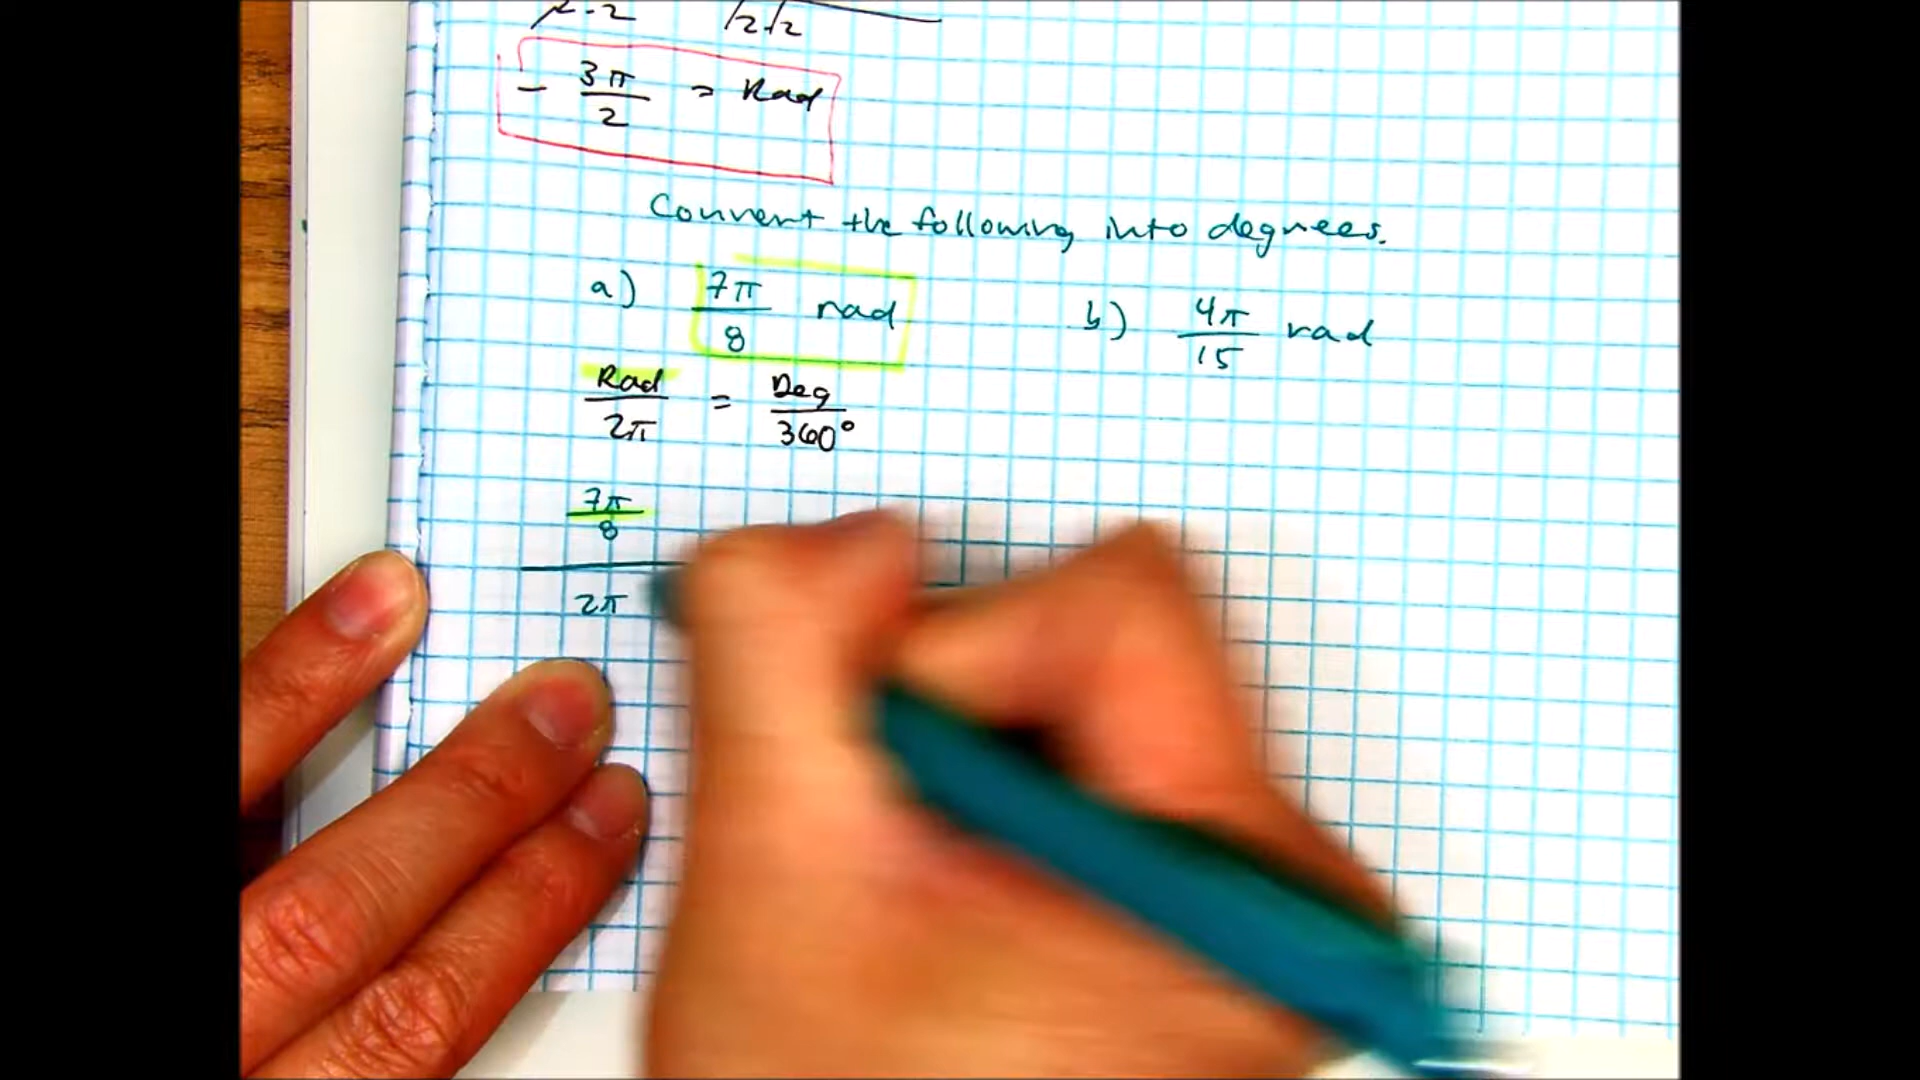 - 3π/2 = Rad
Convert the following into degrees.
a) 7π/8 rad b) 4π/15 rad
Rad/2π = Deg/360°
7π/8
2π